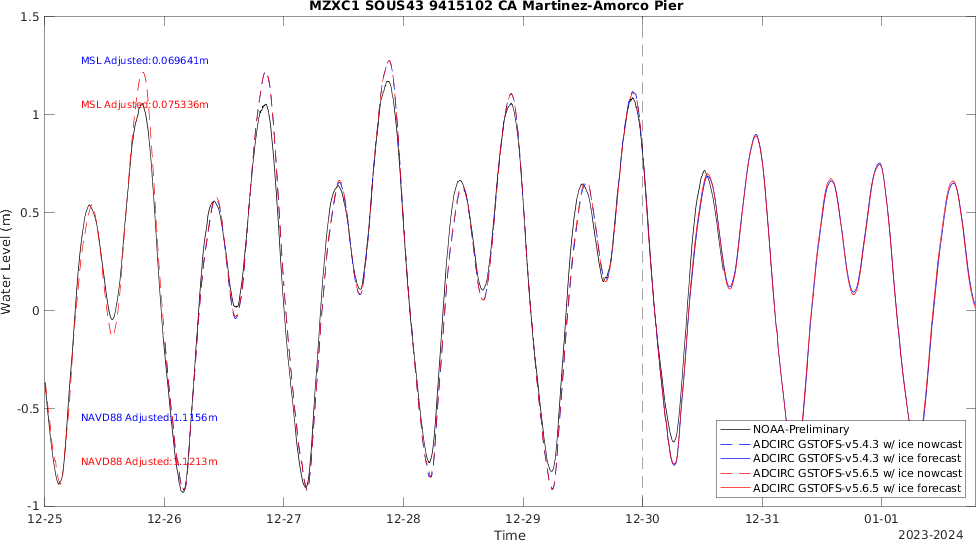 MZXC1 SOUS43 9415102 CA Martinez-Amorco Pier
1.5
MSL Adjusted:0.069641m
MSL Adjusted:0.075336m
1
0.5
Water Level (m)
0
-0.5
NAVD88 Adjusted:1.1156m
NAVD88 Adjusted:1.1213m
-1
NOAA-Preliminary
ADCIRC GSTOFS-v5.4.3 w/ ice nowcast
ADCIRC GSTOFS-v5.4.3 w/ ice forecast
ADCIRC GSTOFS-v5.6.5 w/ ice nowcast
ADCIRC GSTOFS-v5.6.5 w/ ice forecast
12-25 12-26 12-27 12-28 12-29 12-30 12-31 01-01
Time
2023-2024